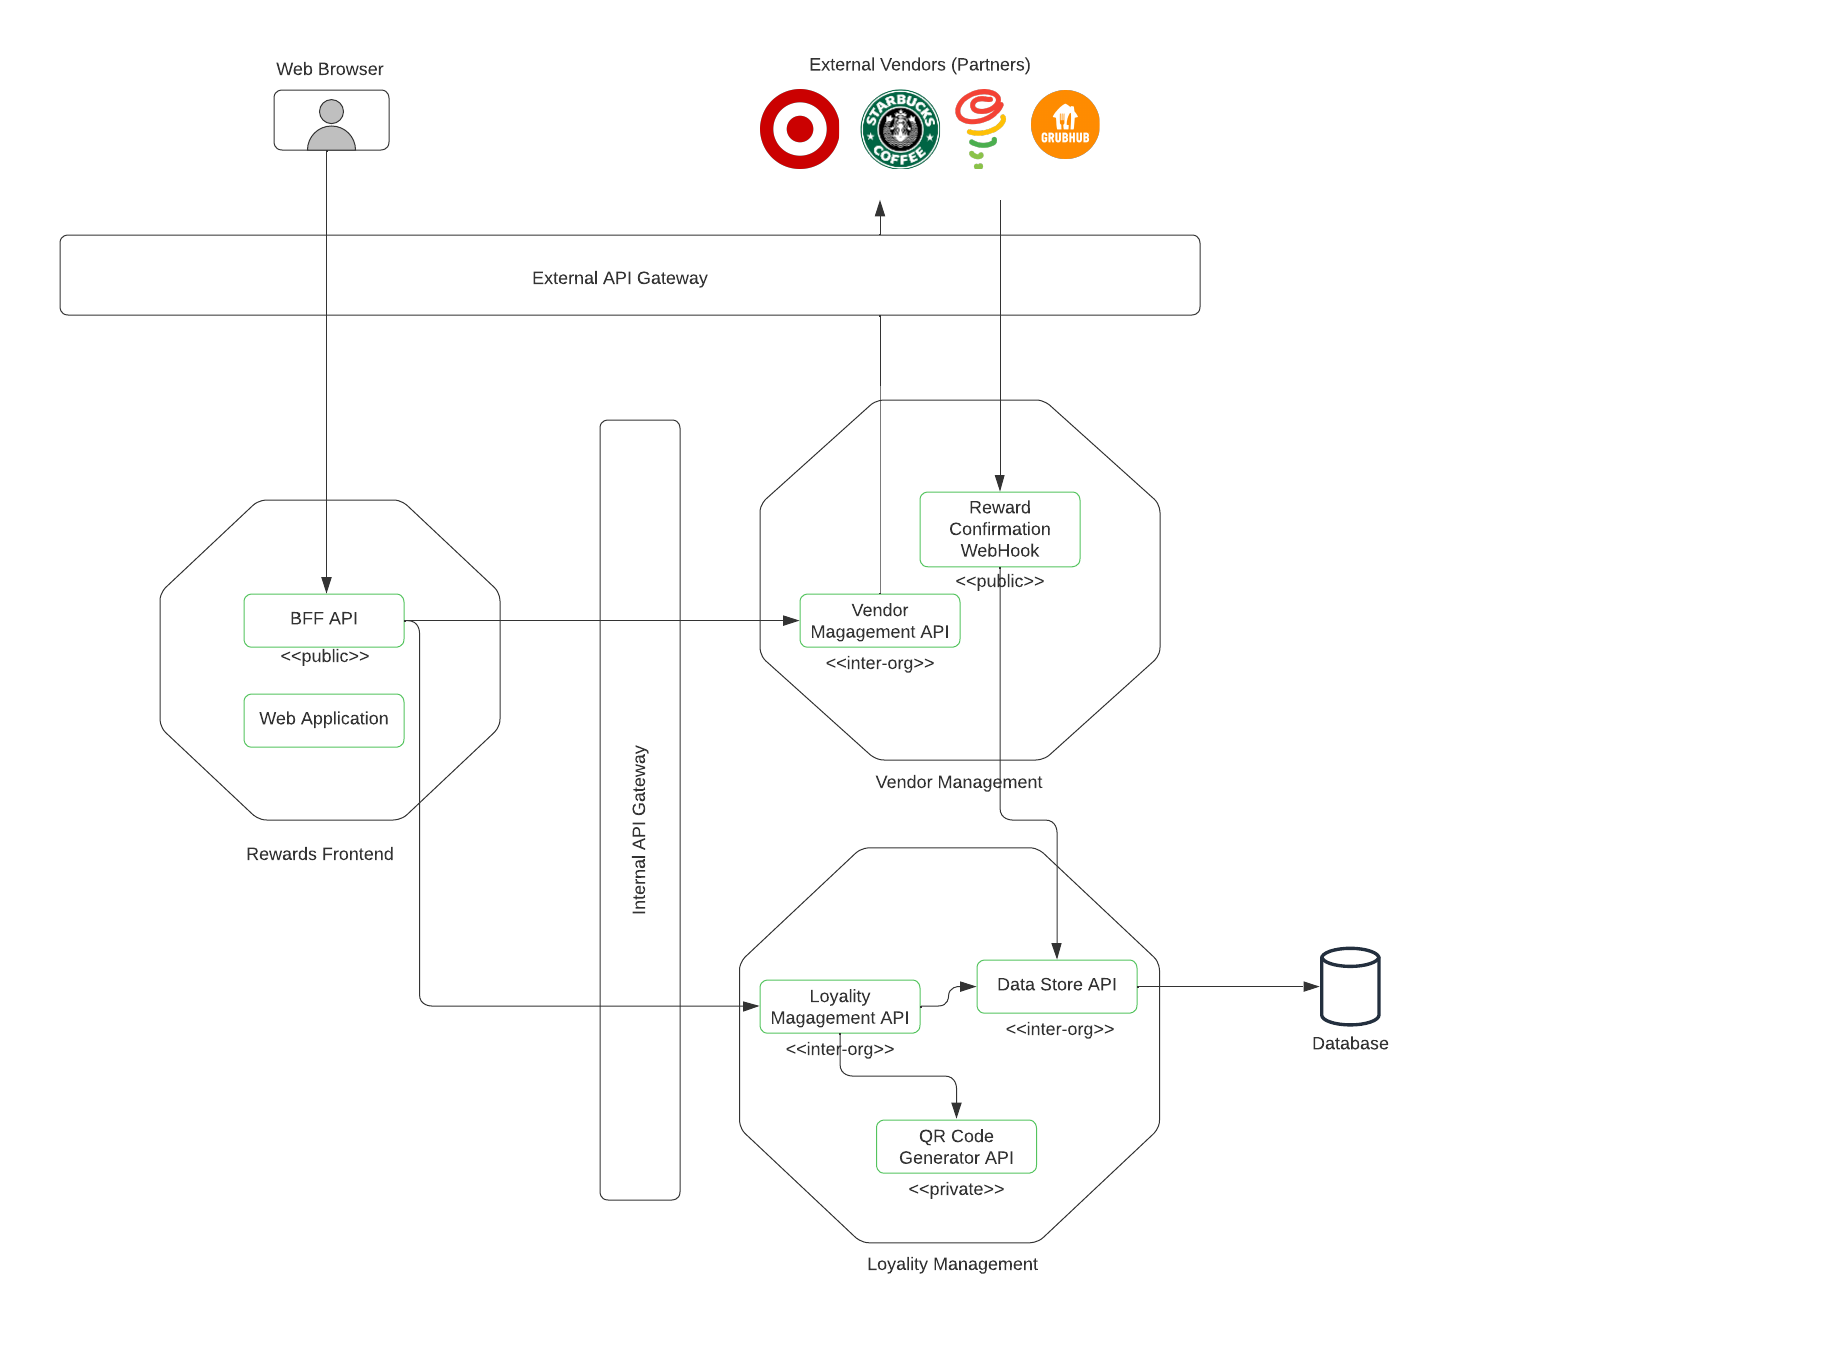 Web Browser
External Vendors (Partners)
STARBUCKS
COFFEE
GRUBHUB
External API Gateway
Reward
Confirmation
WebHook
<<public>>
BFF API
<<public>>
Vendor
Magagement API
<<inter-org>>
Web Application
Vendor Management
Rewards Frontend
Internal API Gateway
Loyality
Magagement API
<<inter-org>>
Data Store API
<<inter-org>>
Database
QR Code
Generator API
<<private>>
Loyality Management